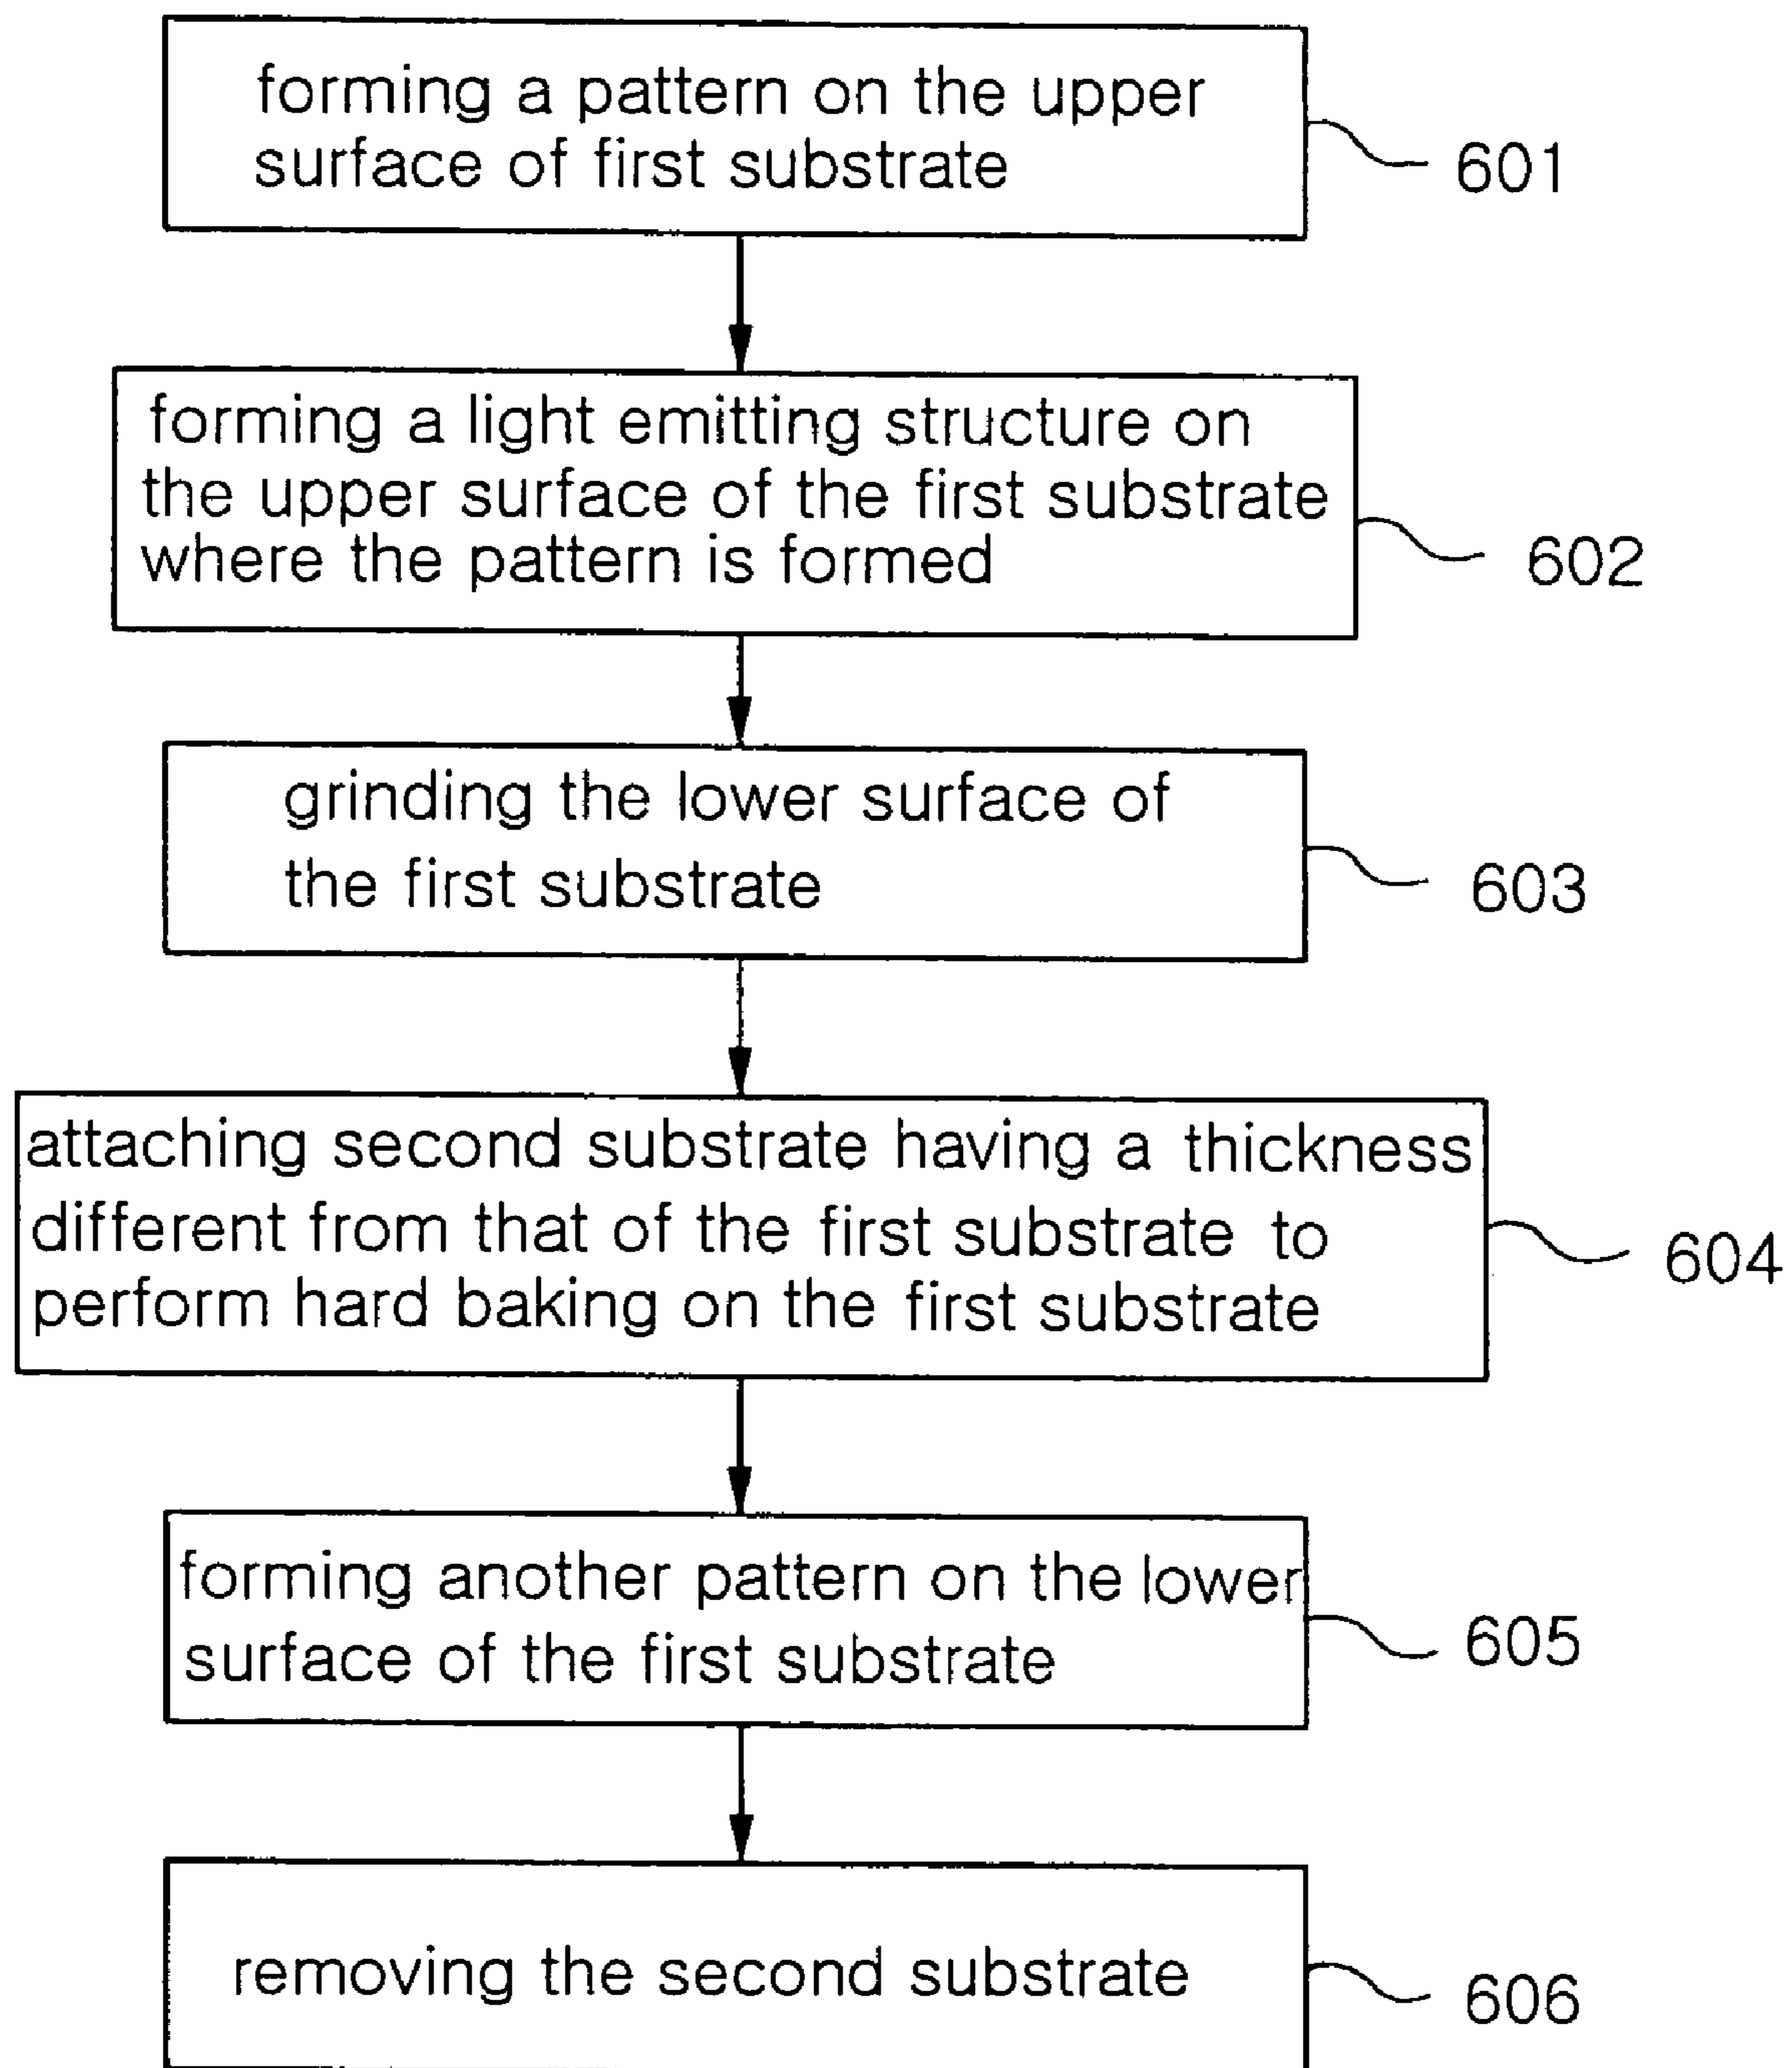 forming a pattern on the upper
surface of first substrate
601
forming a light emitting structure on
the upper surface of the first substrate
where the pattern is formed
602
grinding the lower surface of
the first substrate
603
attaching second substrate having a thickness
different from that of the first substrate to
perform hard baking on the first substrate
604
forming another pattern on the lower
surface of the first substrate
605
removing the second substrate
606